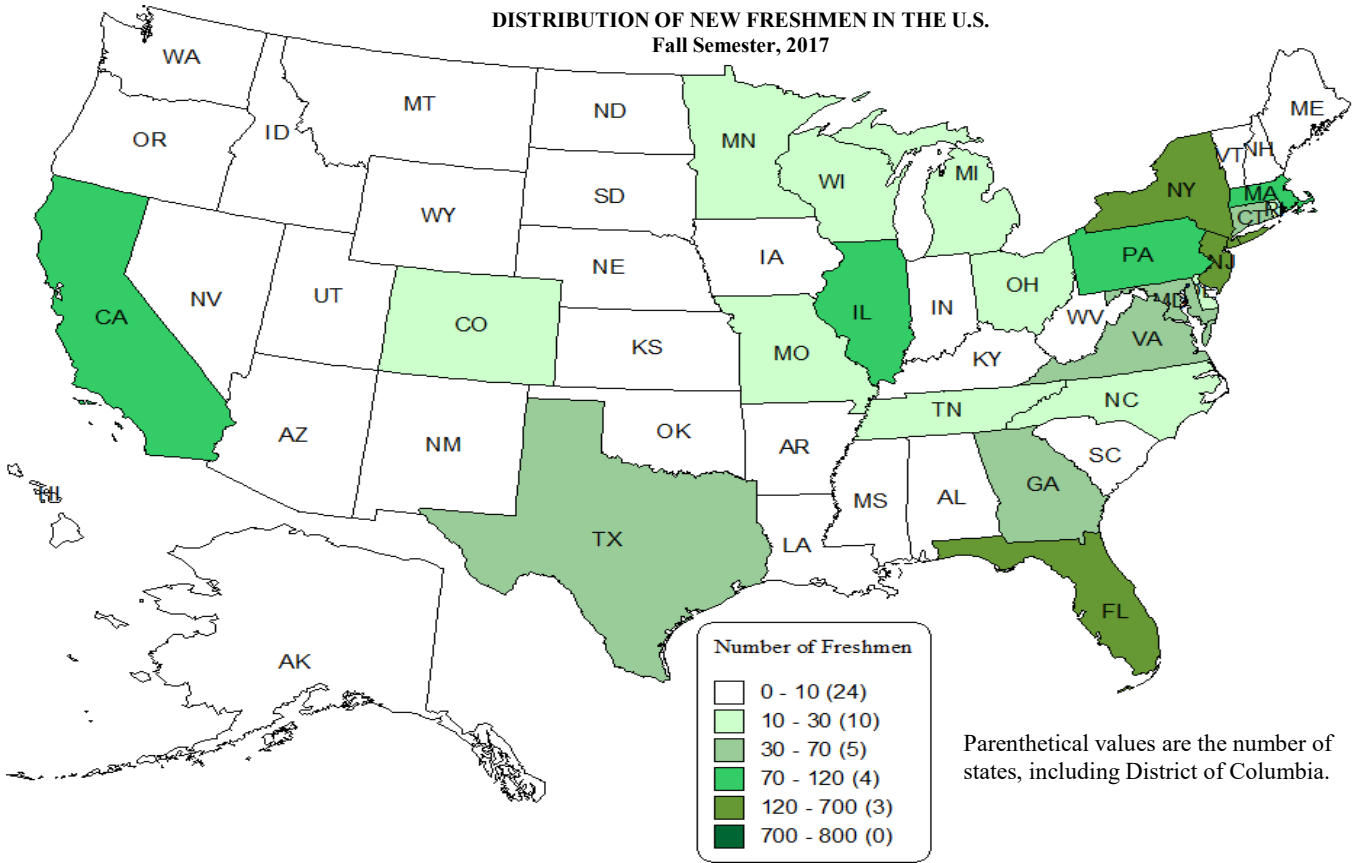 DISTRIBUTION OF NEW FRESHMEN IN THE U.S.
Fall Semester, 2017
WA
MT
ND
MN
ME
OR
ID
VT
NH
WI
MI
NY
MA
SD
WY
CT
RI
IA
PA
NE
NJ
OH
NV
UT
IL
IN
MD
CA
CO
WV
VA
KS
MO
KY
NC
TN
AZ
OK
NM
AR
SC
GA
MS
AL
HI
TX
LA
FL
AK
Number of Freshmen
0 - 10 (24)
10 - 30 (10)
30 - 70 (5)
70 - 120 (4)
120 - 700 (3)
700 - 800 (0)
Parenthetical values are the number of
states, including District of Columbia.